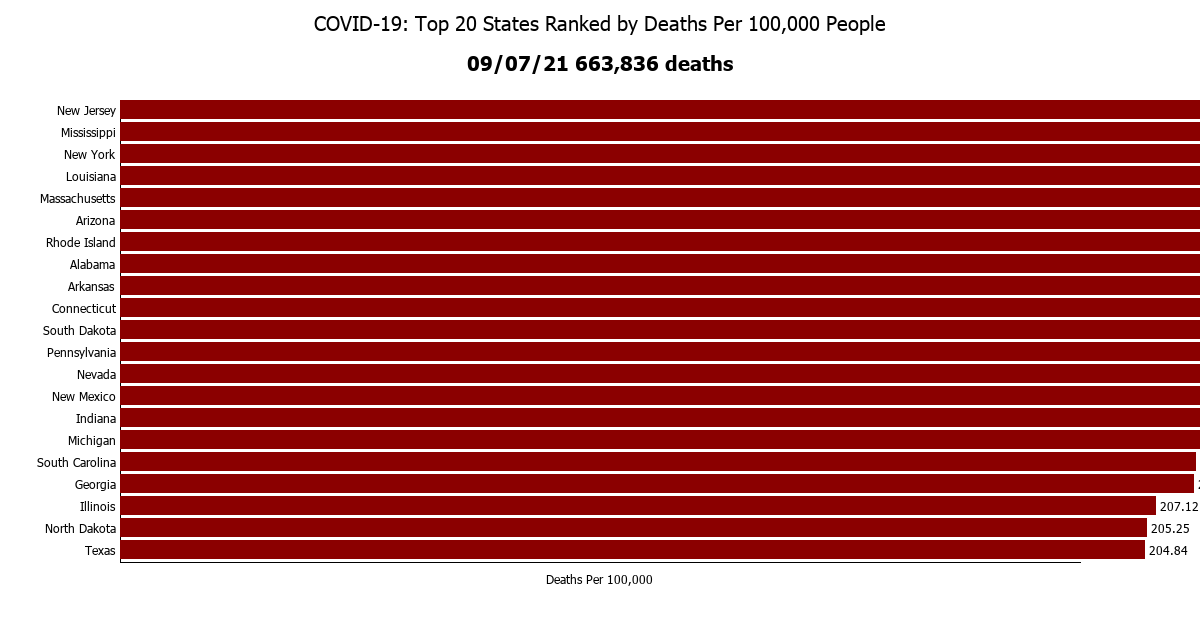 COVID-19: Top 20 States Ranked by Deaths Per 100,000 People
09/07/21 663,836 deaths
New Jersey
Mississippi
New York
Louisiana
Massachusetts
Arizona
Rhode Island
Alabama
Arkansas
Connecticut
South Dakota
Pennsylvania
Nevada
New Mexico
Indiana
Michigan
South Carolina
Georgia
Illinois 207.12
North Dakota 205.25
Texas 204.84
Deaths Per 100,000